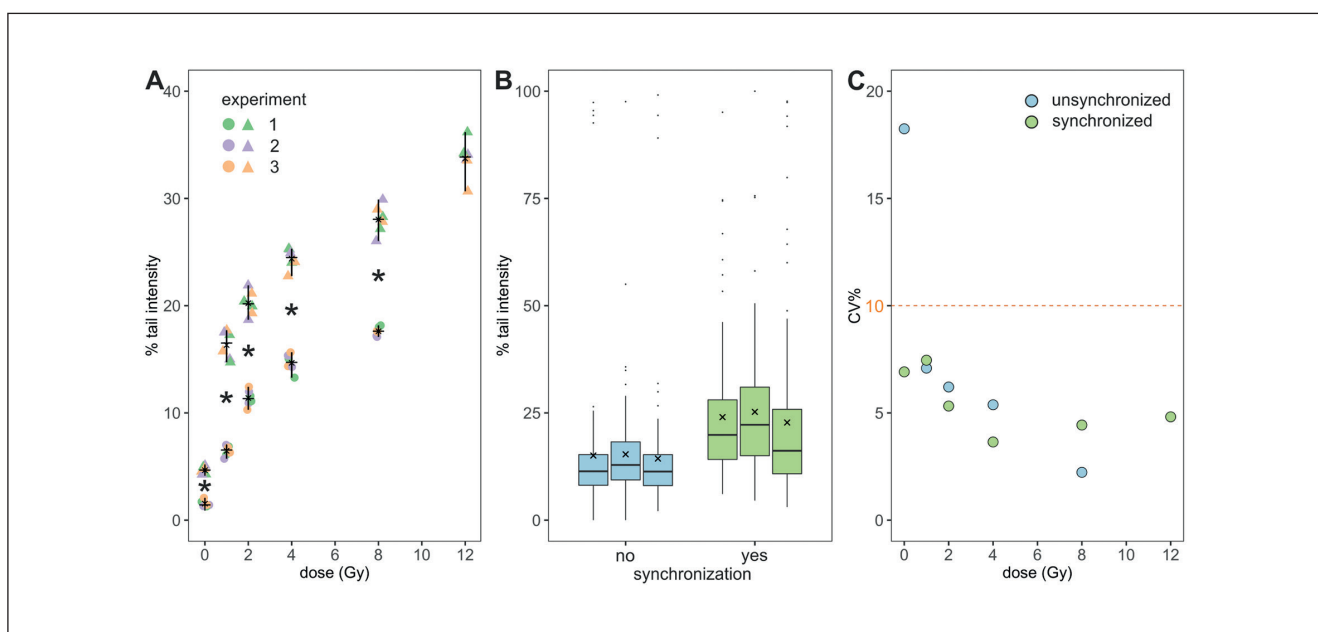 A
40
30
20
10
0
% tail intensity
experiment
1
2
3
*
*
*
*
*
0 2 4 6 8 10 12
dose (Gy)
B
100
75
50
25
0
% tail intensity
no yes
synchronization
C
20
15
10
5
0
CV%
unsynchronized
synchronized
0 2 4 6 8 10 12
dose (Gy)